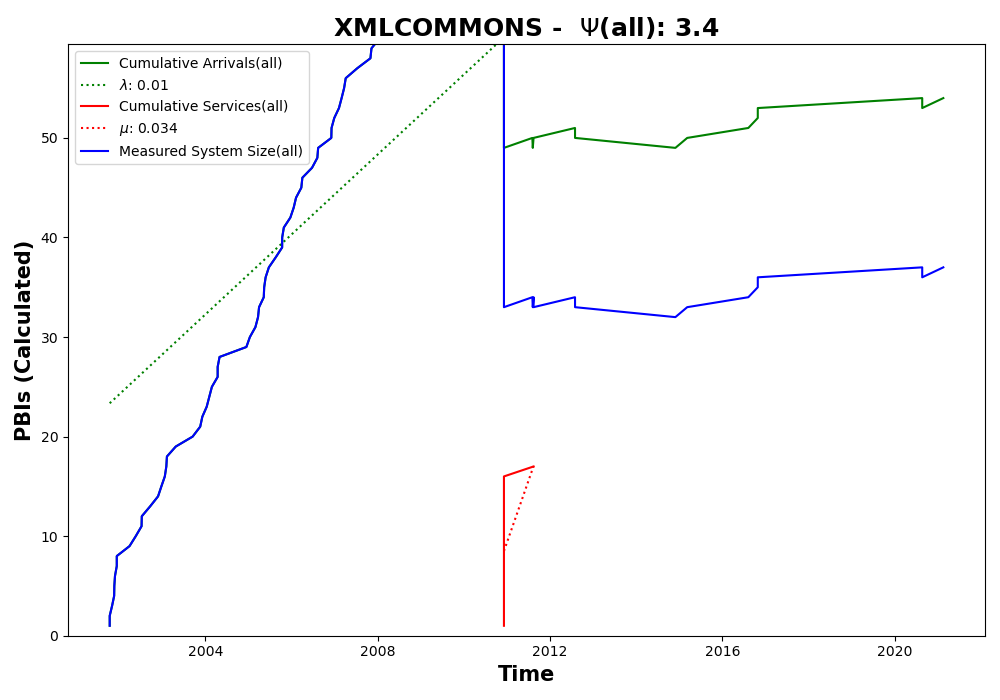 XMLCOMMONS -  Ψ(all): 3.4
Cumulative Arrivals(all)
λ: 0.01
Cumulative Services(all)
μ: 0.034
Measured System Size(all)
PBIs (Calculated)
50
40
30
20
10
0
2004 2008 2012 2016 2020
Time